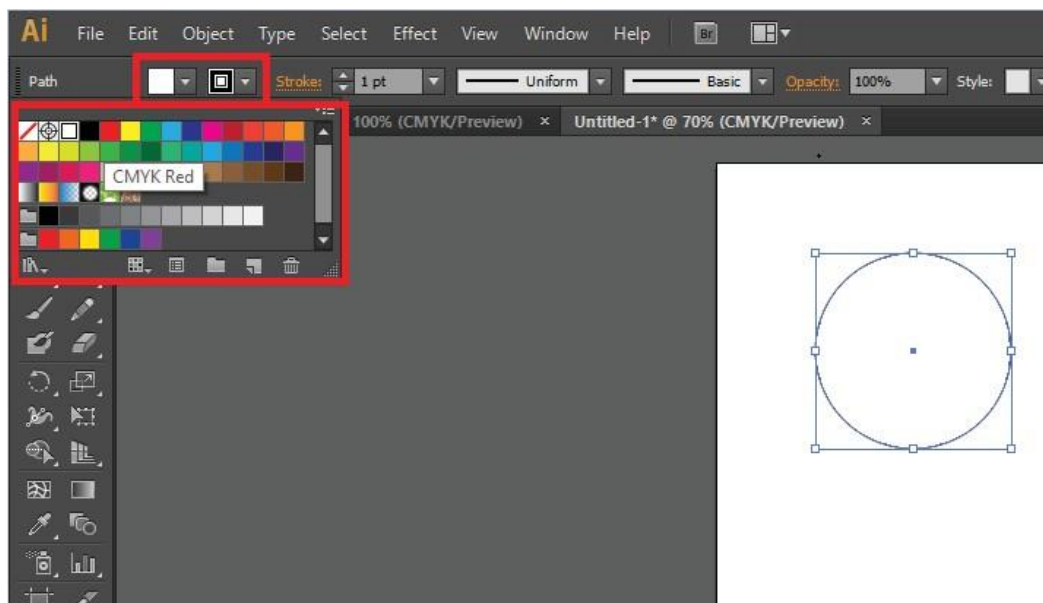 Ai File Edit Object Type Select Effect View Window Help Br
Path Stroke: 1 pt Uniform Basic Opacity: 100% Style:
100% (CMYK/Preview) × Untitled-1* @ 70% (CMYK/Preview) ×
CMYK Red